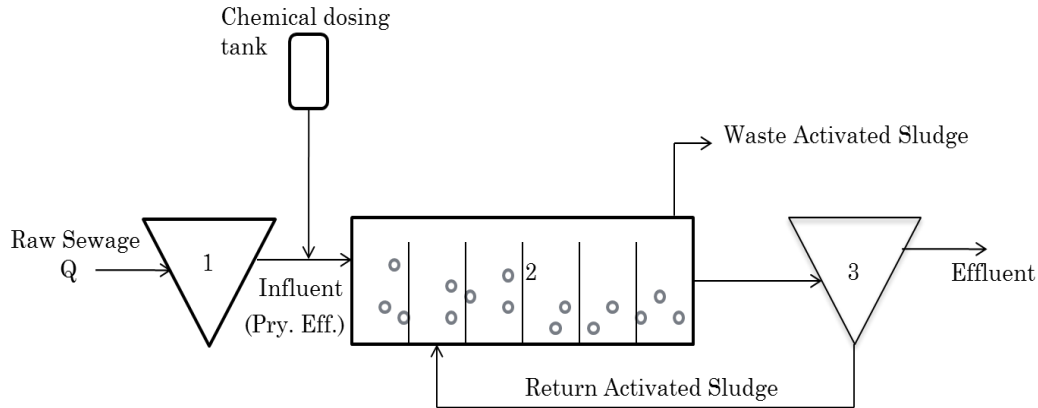 Chemical dosing
tank
Waste Activated Sludge
Raw Sewage
Q
1
Influent
(Pry. Eff.)
2
3
Effluent
Return Activated Sludge